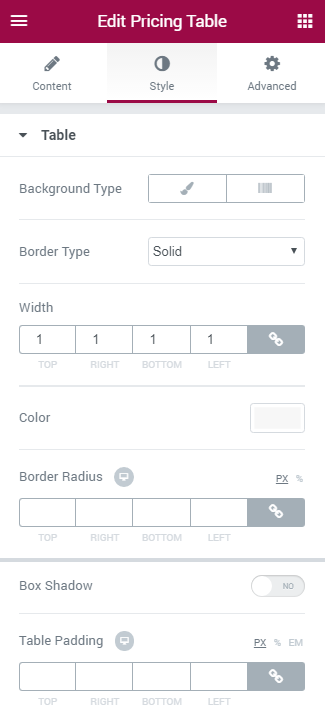 Edit Pricing Table
Content Style Advanced
Table
Background Type
Border Type Solid
Width
1 1 1 1
TOP RIGHT BOTTOM LEFT
Color
Border Radius PX %
TOP RIGHT BOTTOM LEFT
Box Shadow NO
Table Padding PX % EM
TOP RIGHT BOTTOM LEFT